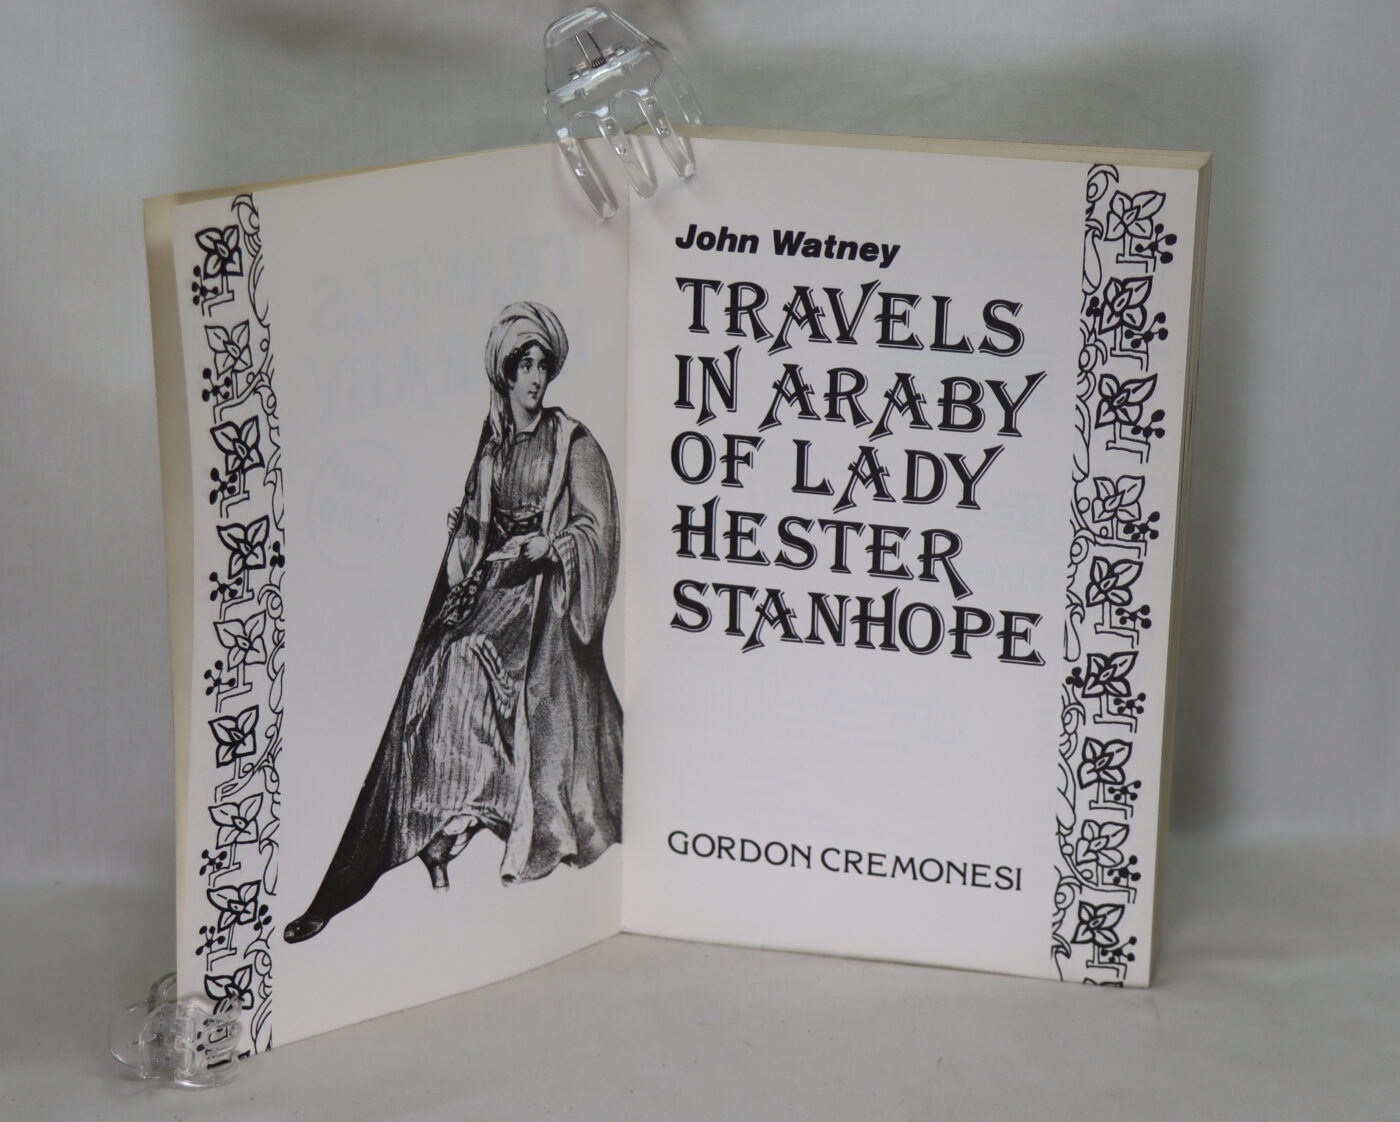 John Watney
TRAVELS
IN ARABY
OF LADY
HESTER
STANHOPE
GORDON CREMONESI